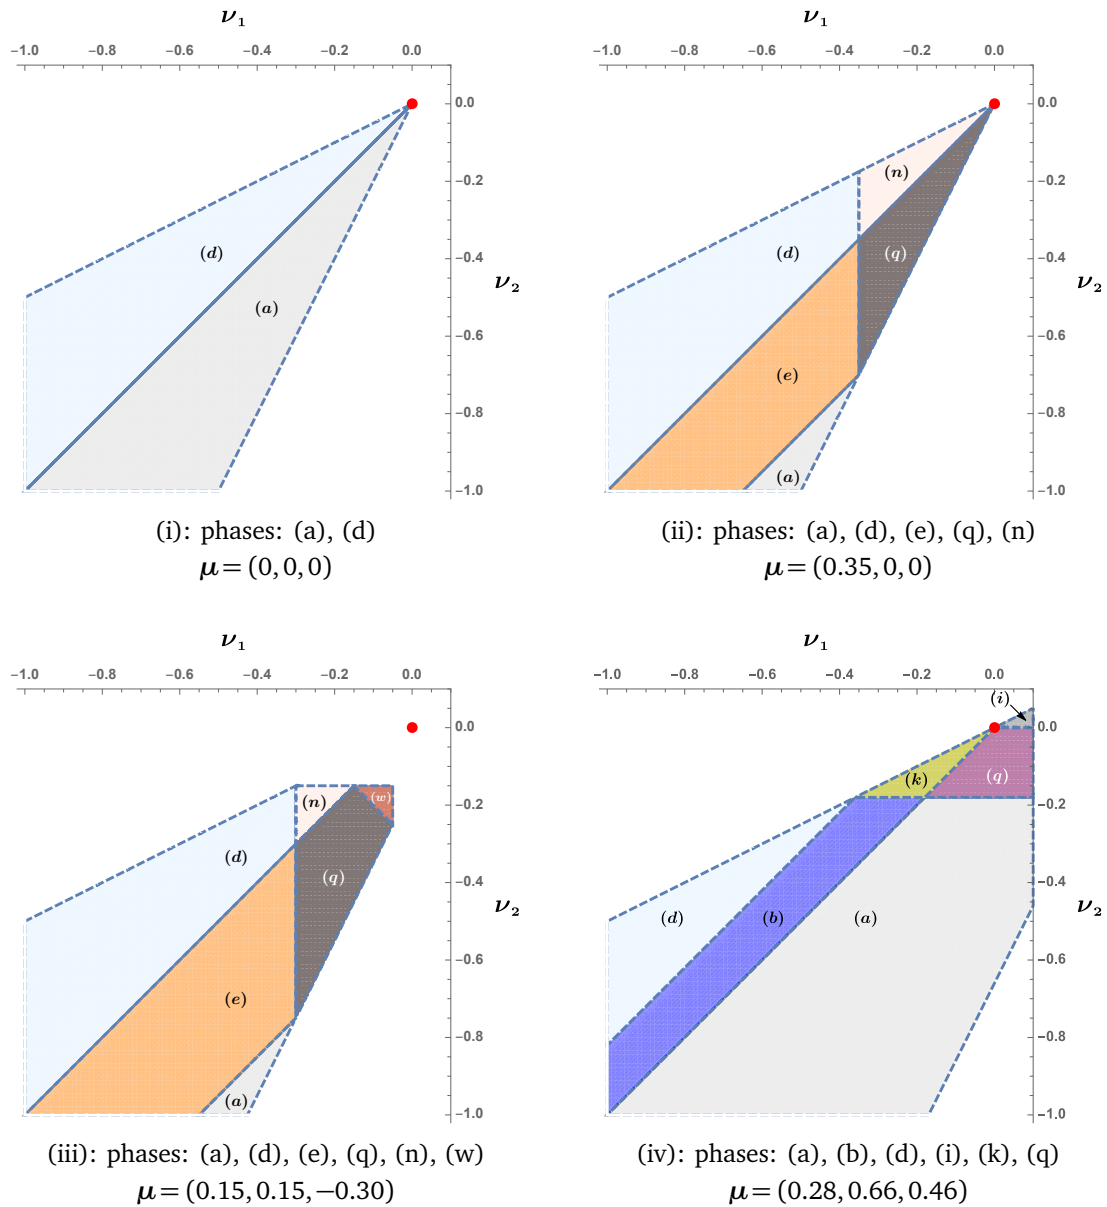 ν₁ ν₁
−1.0 −0.8 −0.6 −0.4 −0.2 0.0 −1.0 −0.8 −0.6 −0.4 −0.2 0.0
0.0 0.0
(n)
−0.2 −0.2
(d) (d) (q)
−0.4 −0.4
ν₂ ν₂
(a)
−0.6 −0.6
(e)
−0.8 −0.8
(a)
−1.0 −1.0
(i): phases: (a), (d) (ii): phases: (a), (d), (e), (q), (n)
μ = (0, 0, 0) μ = (0.35, 0, 0)
ν₁ ν₁
−1.0 −0.8 −0.6 −0.4 −0.2 0.0 −1.0 −0.8 −0.6 −0.4 −0.2 0.0
(i)
0.0 0.0
(n) (w) (k) (q)
−0.2 −0.2
(d)
(q)
−0.4 −0.4
ν₂ (d) (b) (a) ν₂
−0.6 −0.6
(e)
−0.8 −0.8
(a)
−1.0 −1.0
(iii): phases: (a), (d), (e), (q), (n), (w) (iv): phases: (a), (b), (d), (i), (k), (q)
μ = (0.15, 0.15, −0.30) μ = (0.28, 0.66, 0.46)